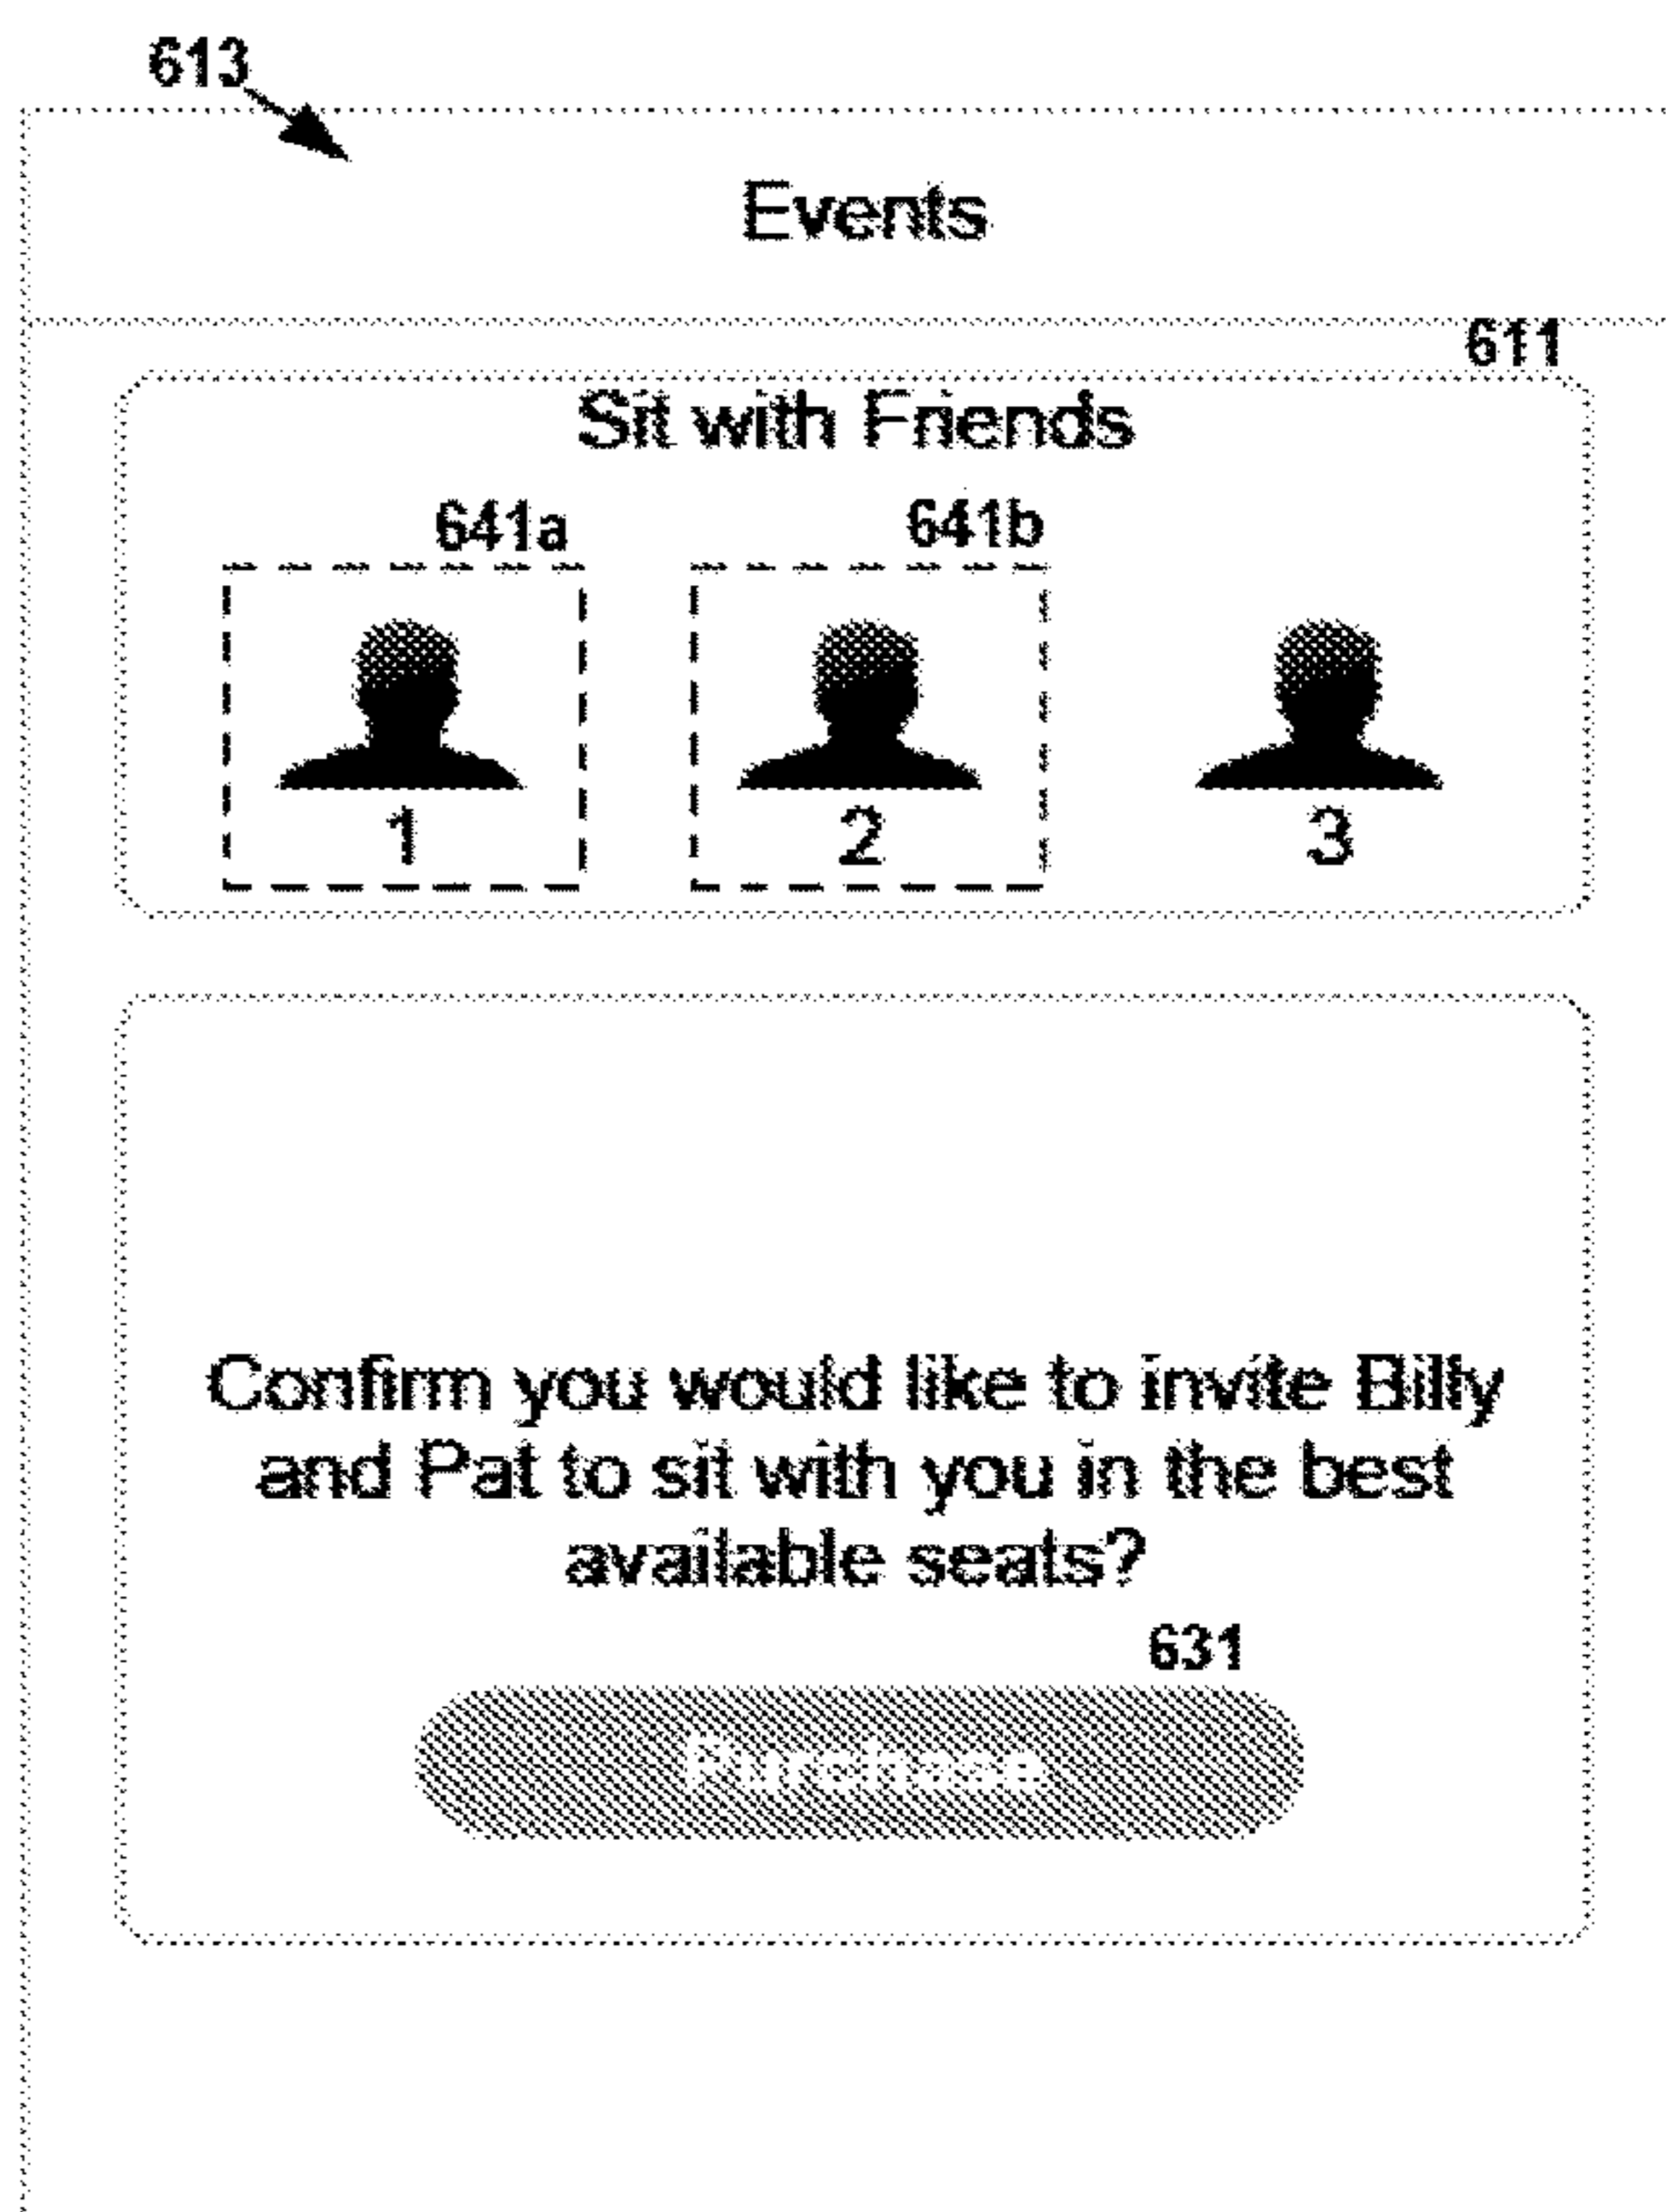 613
Events
611
Sit with Friends
641a 641b
1 2 3
Confirm you would like to invite Billy
and Pat to sit with you in the best
available seats?
631
Purchase